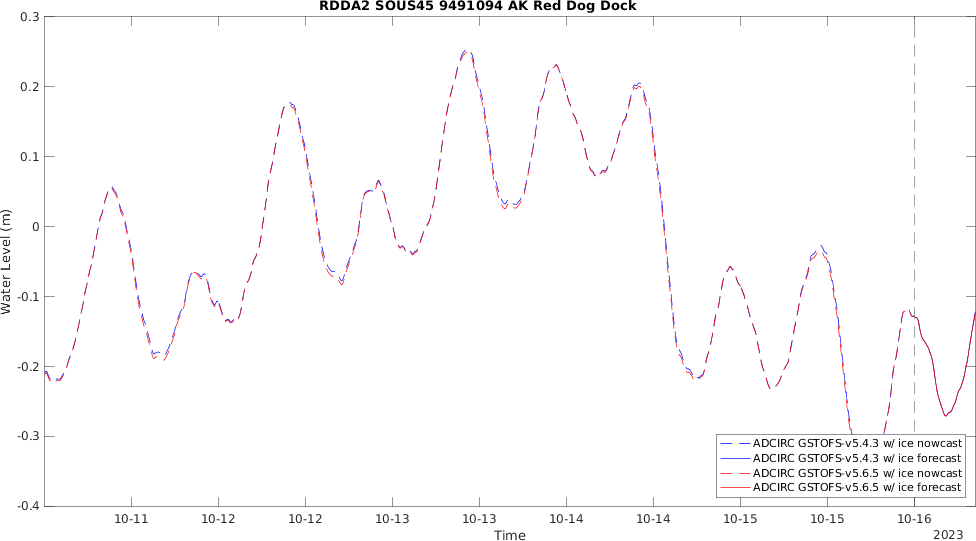 RDDA2 SOUS45 9491094 AK Red Dog Dock
0.3
0.2
0.1
0
-0.1
-0.2
-0.3
-0.4
Water Level (m)
ADCIRC GSTOFS-v5.4.3 w/ ice nowcast
ADCIRC GSTOFS-v5.4.3 w/ ice forecast
ADCIRC GSTOFS-v5.6.5 w/ ice nowcast
ADCIRC GSTOFS-v5.6.5 w/ ice forecast
10-11 10-12 10-12 10-13 10-13 10-14 10-14 10-15 10-15 10-16
Time
2023